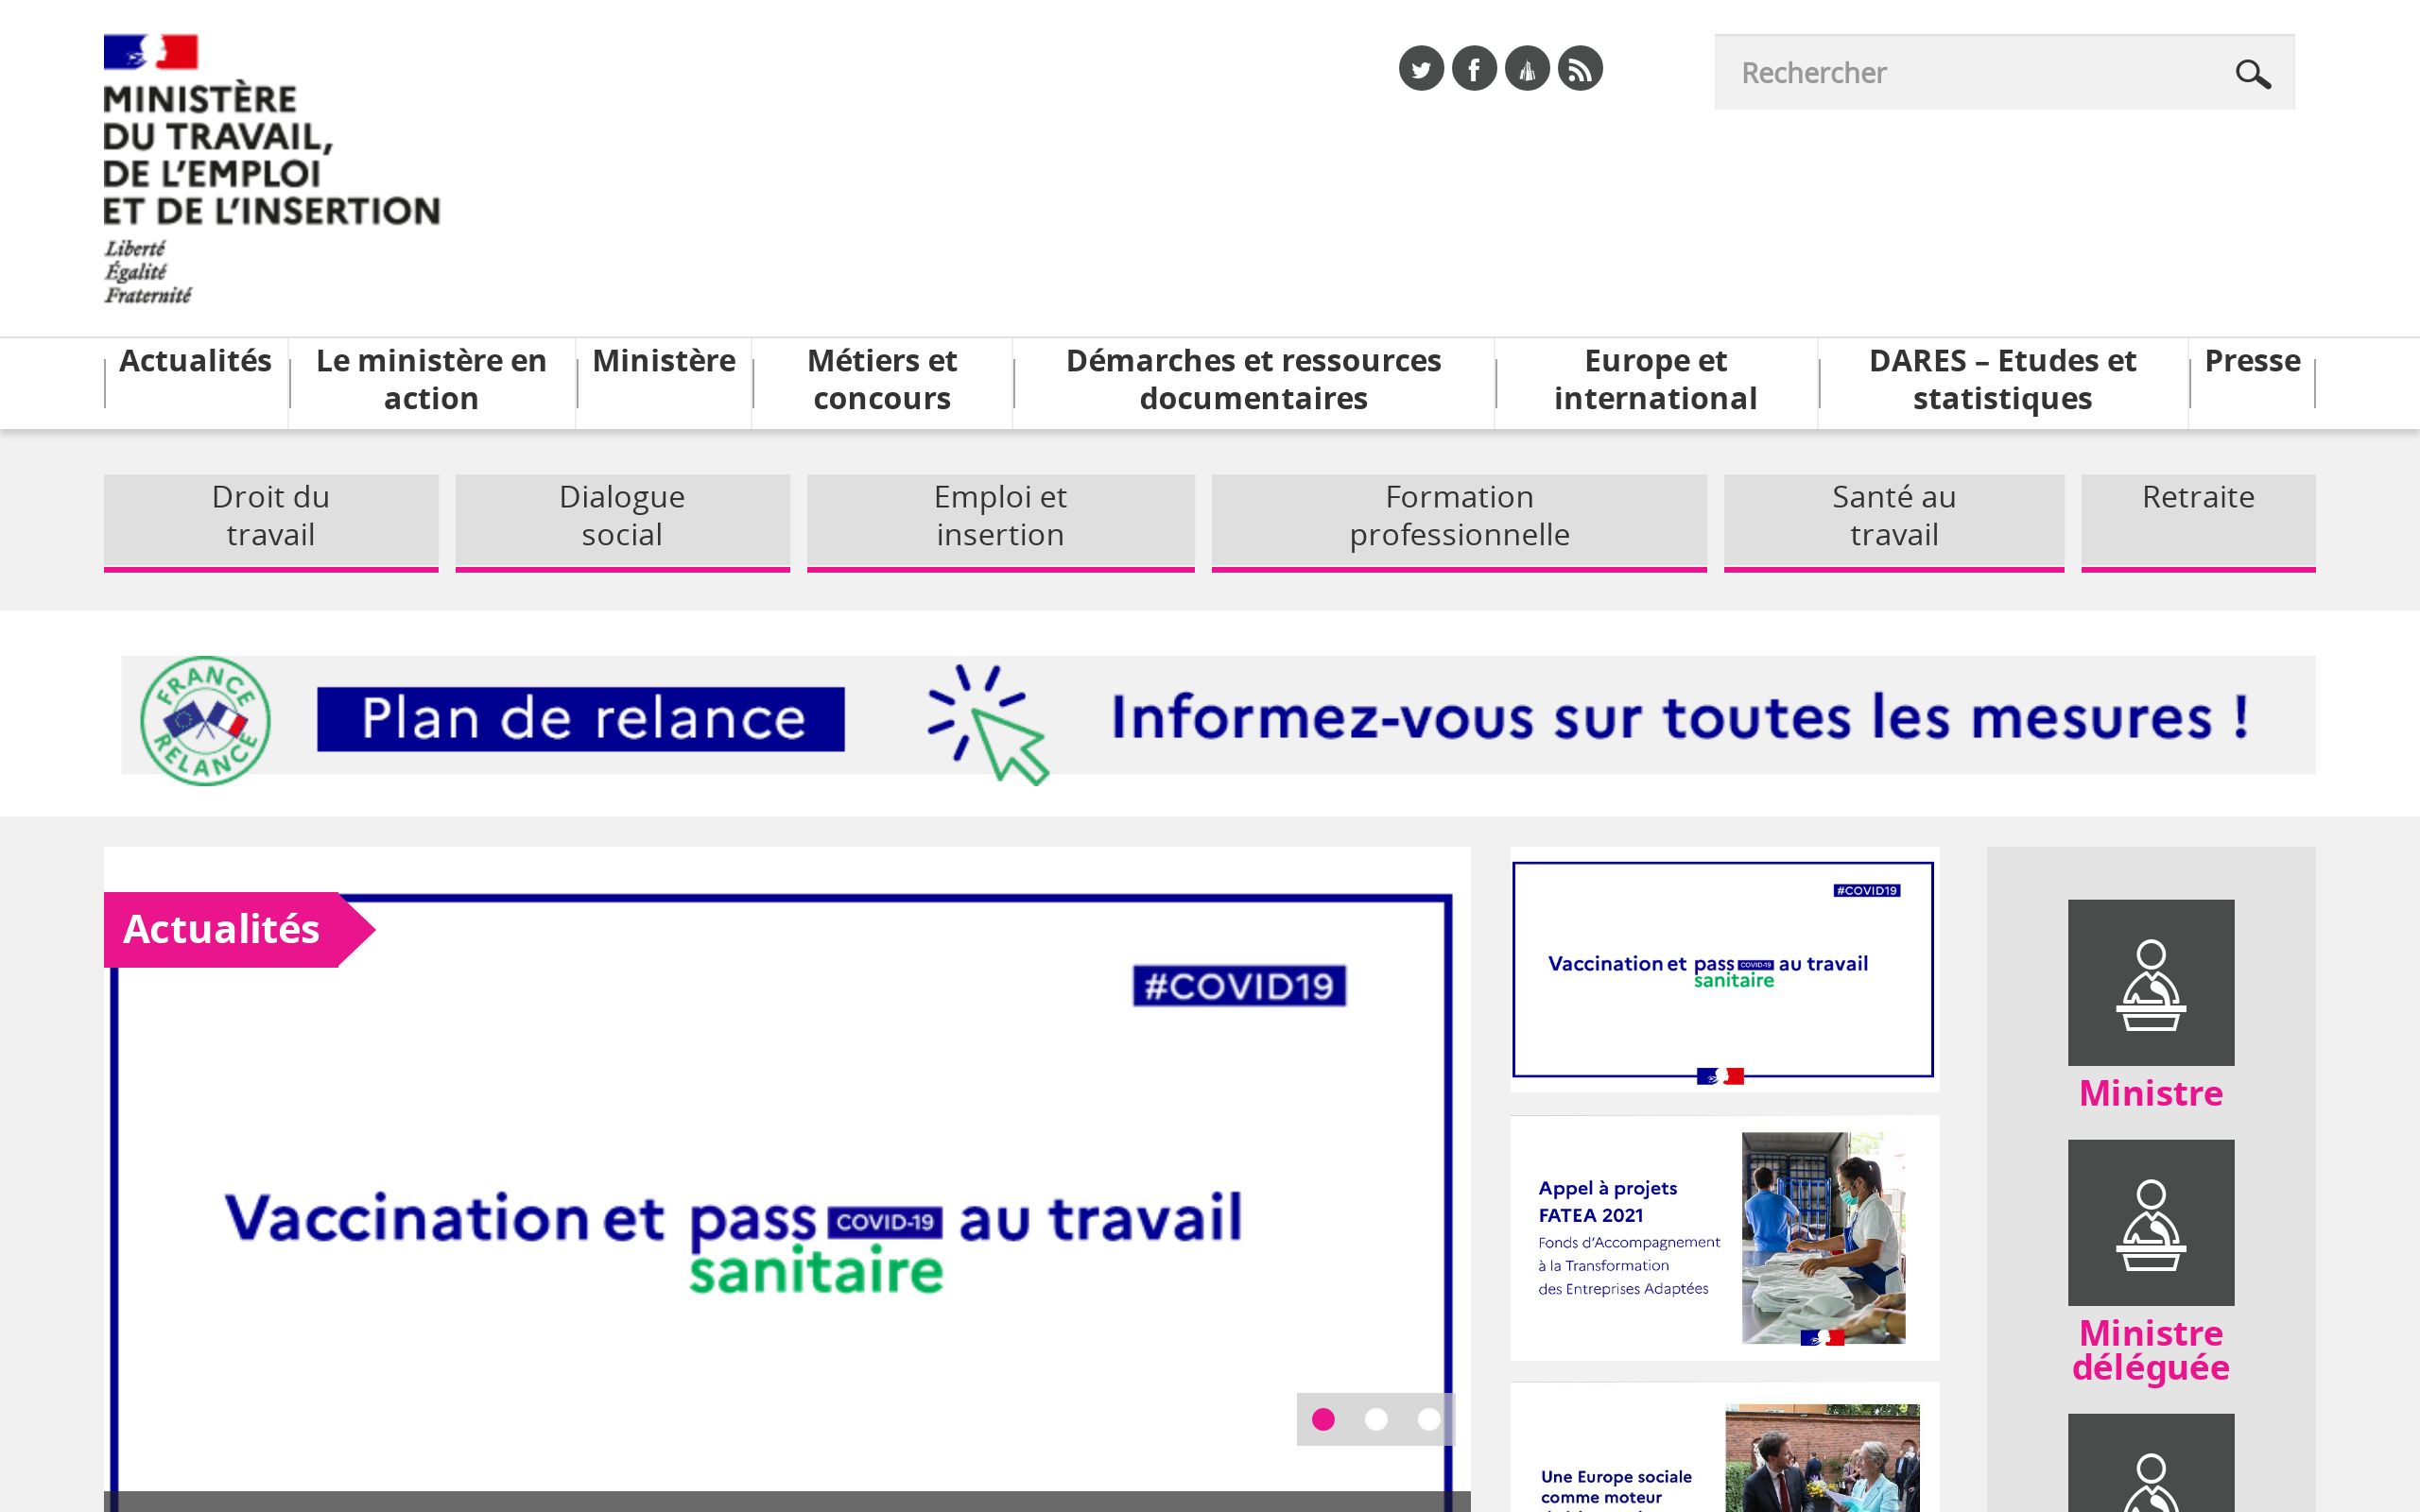 MINISTÈRE
DU TRAVAIL,
DE L'EMPLOI
ET DE L'INSERTION
Liberté
Égalité
Fraternité
Rechercher
Actualités
Le ministère en
action
Ministère
Métiers et
concours
Démarches et ressources
documentaires
Europe et
international
DARES – Etudes et
statistiques
Presse
Droit du
travail
Dialogue
social
Emploi et
insertion
Formation
professionnelle
Santé au
travail
Retraite
FRANCE
RELANCE
Plan de relance
Informez-vous sur toutes les mesures !
Actualités
#COVID19
Vaccination et pass COVID-19 au travail
sanitaire
#COVID19
Vaccination et pass COVID-19 au travail
sanitaire
Appel à projets
FATEA 2021
Fonds d'Accompagnement
à la Transformation
des Entreprises Adaptées
Une Europe sociale
comme moteur
Ministre
Ministre
déléguée